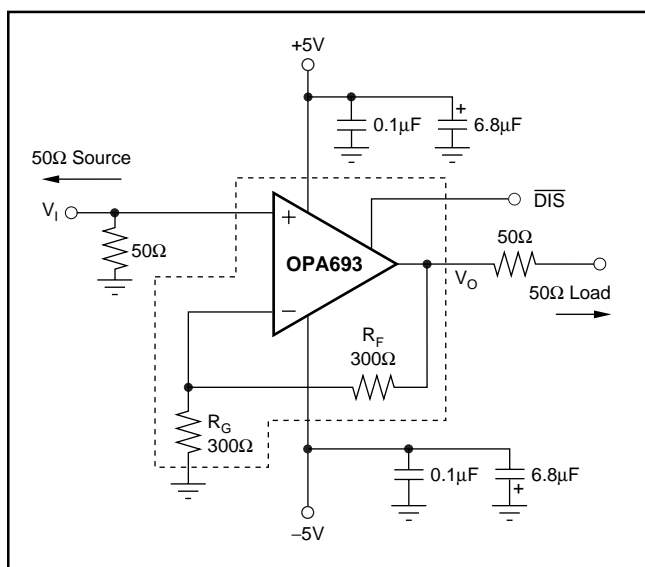 +5V
0.1µF
+
6.8µF
50Ω Source
V_I
50Ω
+
−
OPA693
D̅I̅S̅
V_O
50Ω
50Ω Load
R_F
300Ω
R_G
300Ω
0.1µF
+
6.8µF
−5V